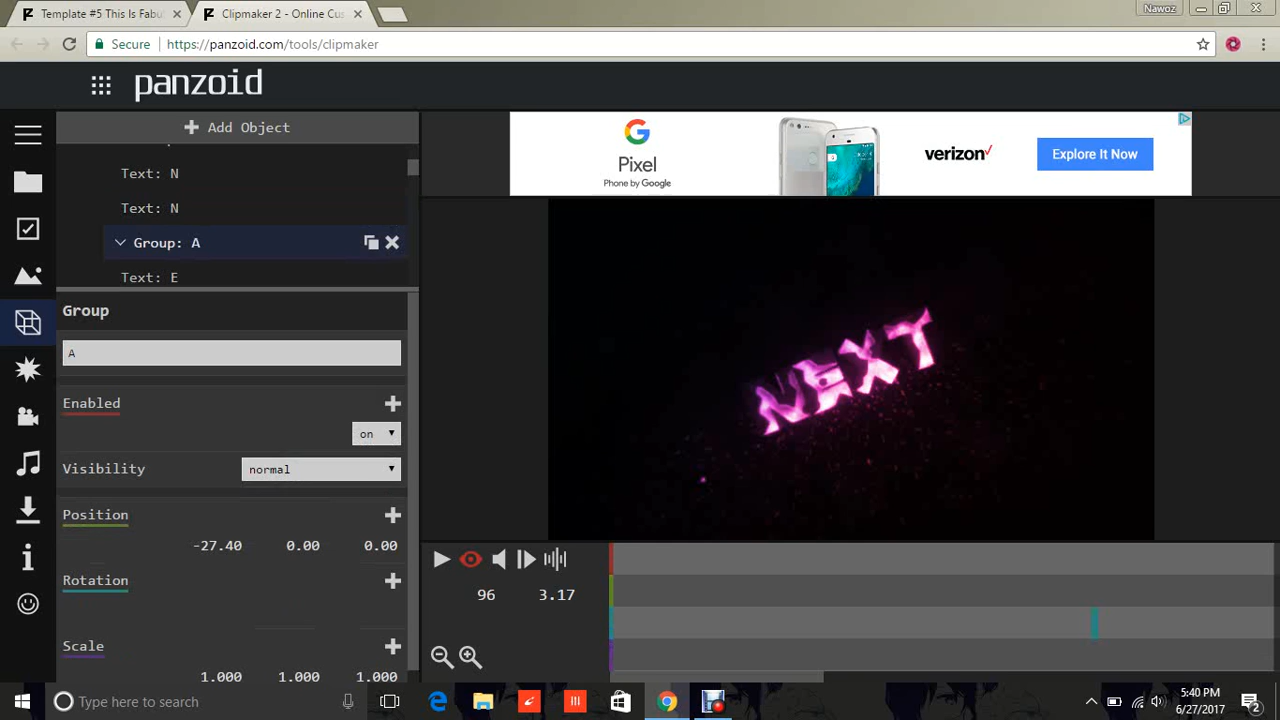 Template #5 This Is Fabu
Clipmaker 2 - Online Cus
Nawoz
Secure
https://panzoid.com/tools/clipmaker
panzoid
Add Object
Text: N
Text: N
Group: A
Text: E
Group
A
Enabled
on
Visibility
normal
Position
-27.40 0.00 0.00
Rotation
Scale
1.000 1.000 1.000
G
Pixel
Phone by Google
verizon
Explore It Now
NEXT
96 3.17
Type here to search
5:40 PM
6/27/2017
2